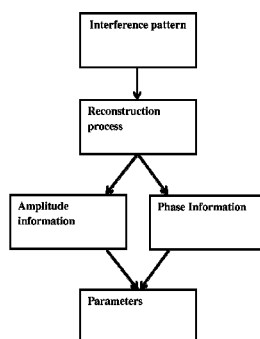 Interference pattern
Reconstruction
process
Amplitude
information
Phase Information
Parameters